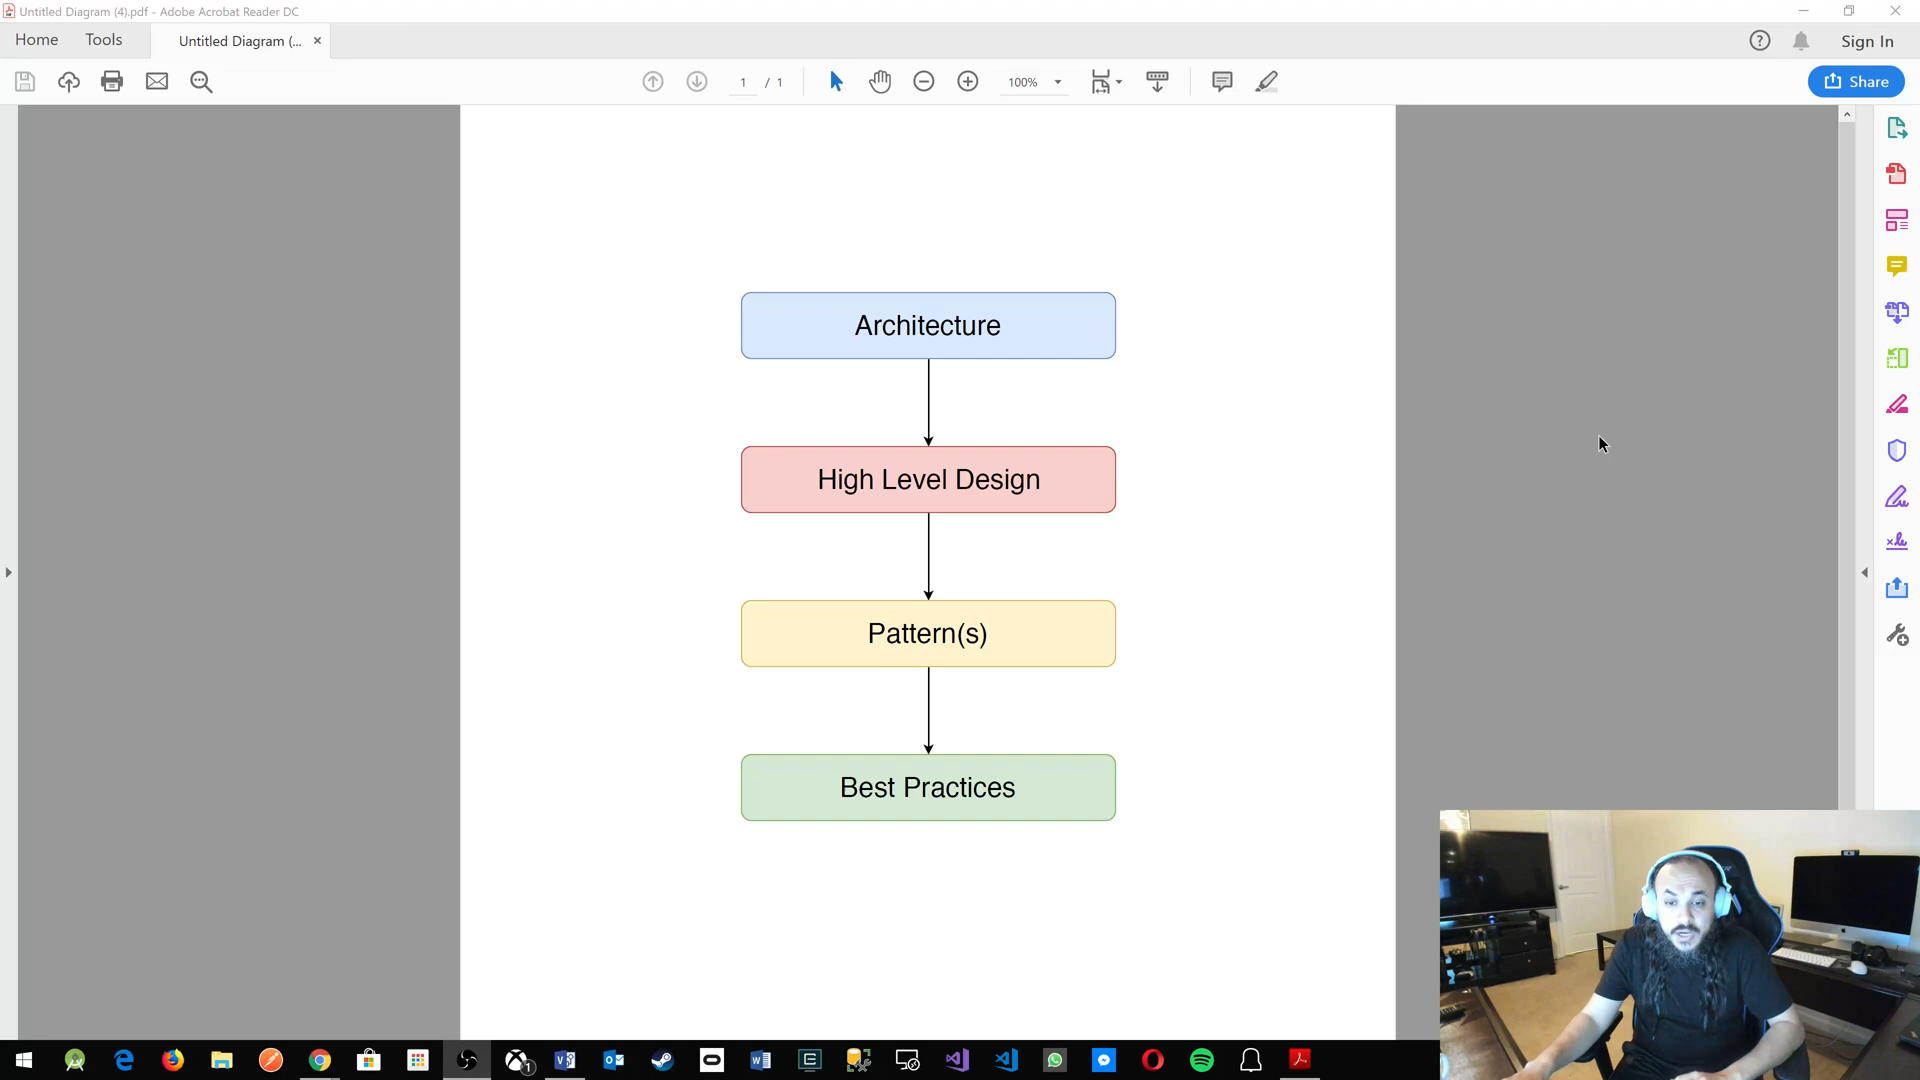 Untitled Diagram (4).pdf - Adobe Acrobat Reader DC
Home Tools Untitled Diagram (... Sign In
1 / 1 100% Share
Architecture
High Level Design
Pattern(s)
Best Practices